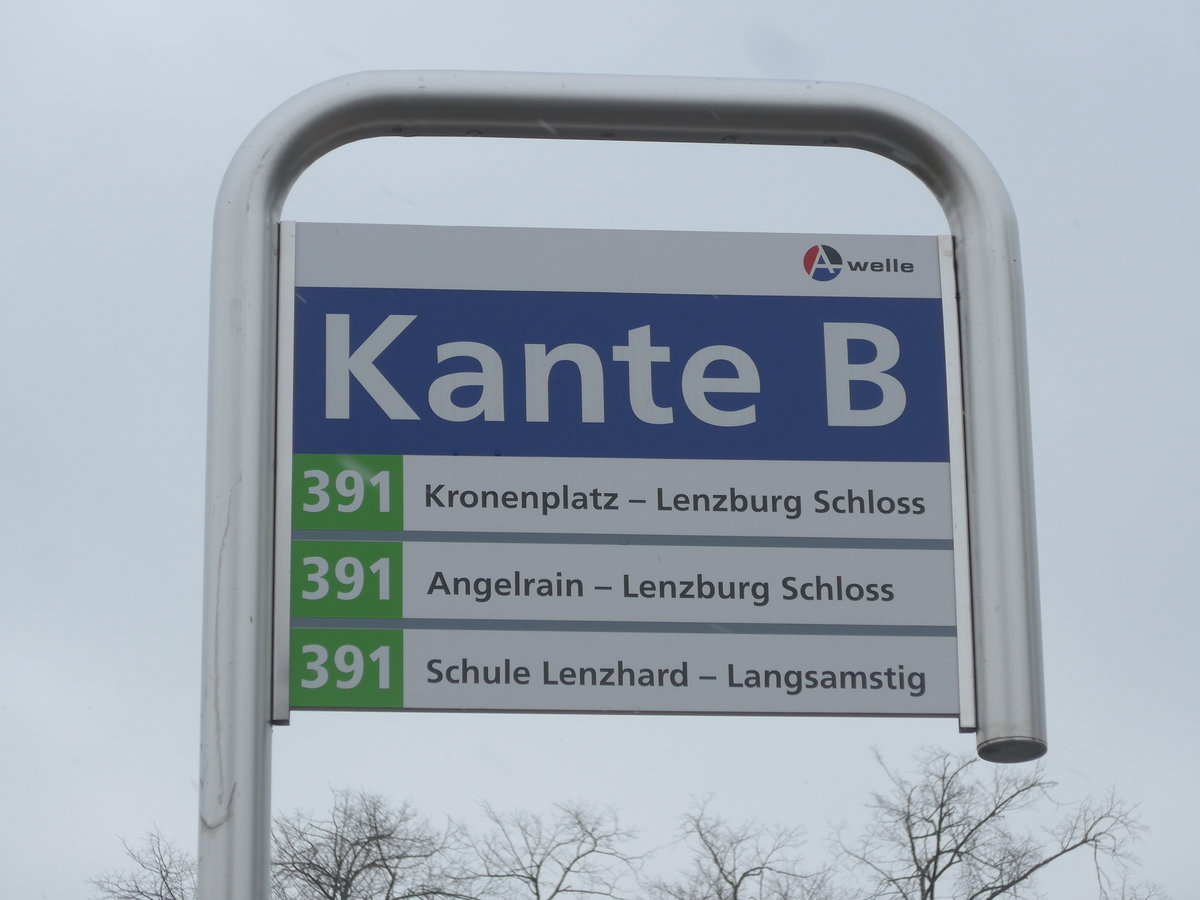 A-welle
Kante B
391 Kronenplatz – Lenzburg Schloss
391 Angelrain – Lenzburg Schloss
391 Schule Lenzhard – Langsamstig